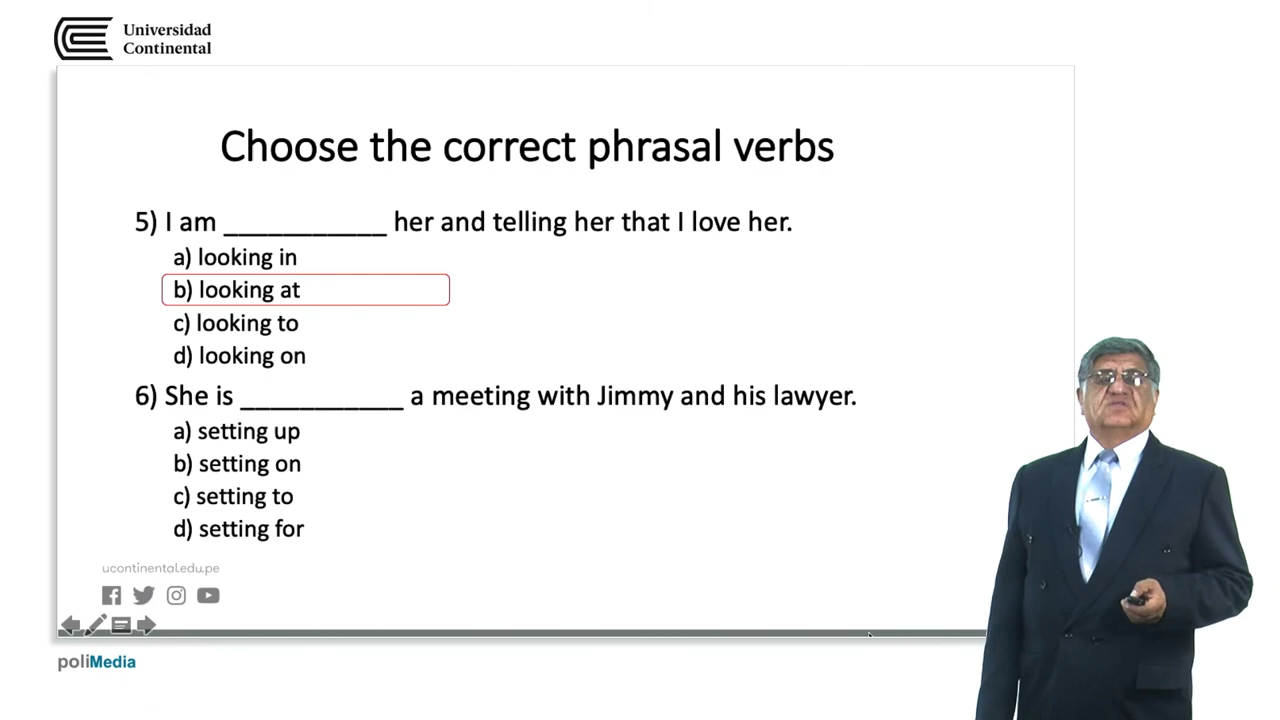 Universidad
Continental
Choose the correct phrasal verbs
5) I am ___________ her and telling her that I love her.
a) looking in
b) looking at
c) looking to
d) looking on
6) She is ___________ a meeting with Jimmy and his lawyer.
a) setting up
b) setting on
c) setting to
d) setting for
ucontinental.edu.pe
poliMedia